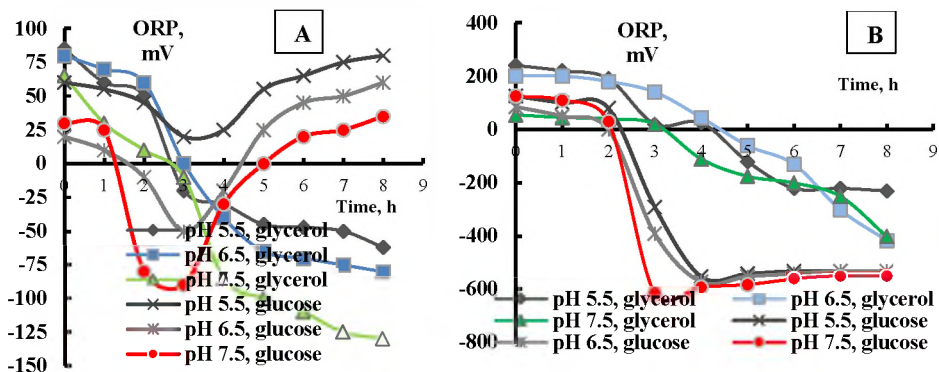 ORP,
mV
A
100
75
50
25
0
-25
-50
-75
-100
-125
-150
0 1 2 3 4 5 6 7 8 9
Time, h
pH 5.5, glycerol
pH 6.5, glycerol
pH 7.5, glycerol
pH 5.5, glucose
pH 6.5, glucose
pH 7.5, glucose
ORP,
mV
B
Time, h
400
200
0
-200
-400
-600
-800
0 1 2 3 4 5 6 7 8 9
pH 5.5, glycerol pH 6.5, glycerol
pH 7.5, glycerol pH 5.5, glucose
pH 6.5, glucose pH 7.5, glucose